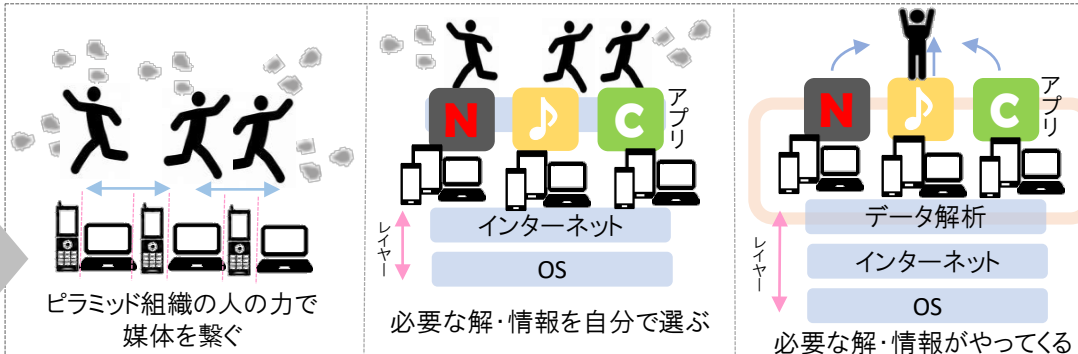 ピラミッド組織の人の力で
媒体を繋ぐ
N
C
アプリ
レイヤー
インターネット
OS
必要な解・情報を自分で選ぶ
N
C
アプリ
レイヤー
データ解析
インターネット
OS
必要な解・情報がやってくる